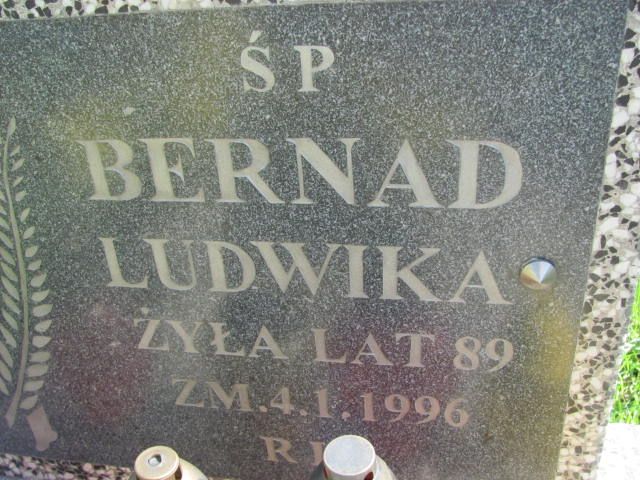 ŚP
BERNAD
LUDWIKA
ŻYŁA LAT 89
ZM.4.1.1996